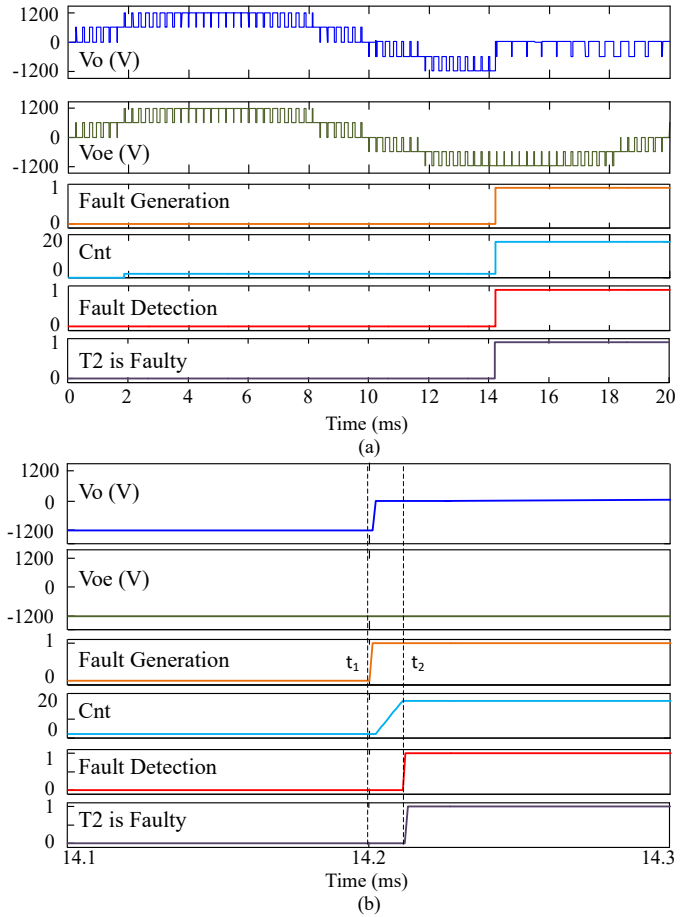 1200
0
-1200
Vo (V)
1200
0
-1200
Voe (V)
1
0
Fault Generation
20
0
Cnt
1
0
Fault Detection
1
0
T2 is Faulty
0 2 4 6 8 10 12 14 16 18 20
Time (ms)
(a)
1200
0
-1200
Vo (V)
1200
0
-1200
Voe (V)
1
0
Fault Generation
t1 t2
20
0
Cnt
1
0
Fault Detection
1
0
T2 is Faulty
14.1 14.2 14.3
Time (ms)
(b)